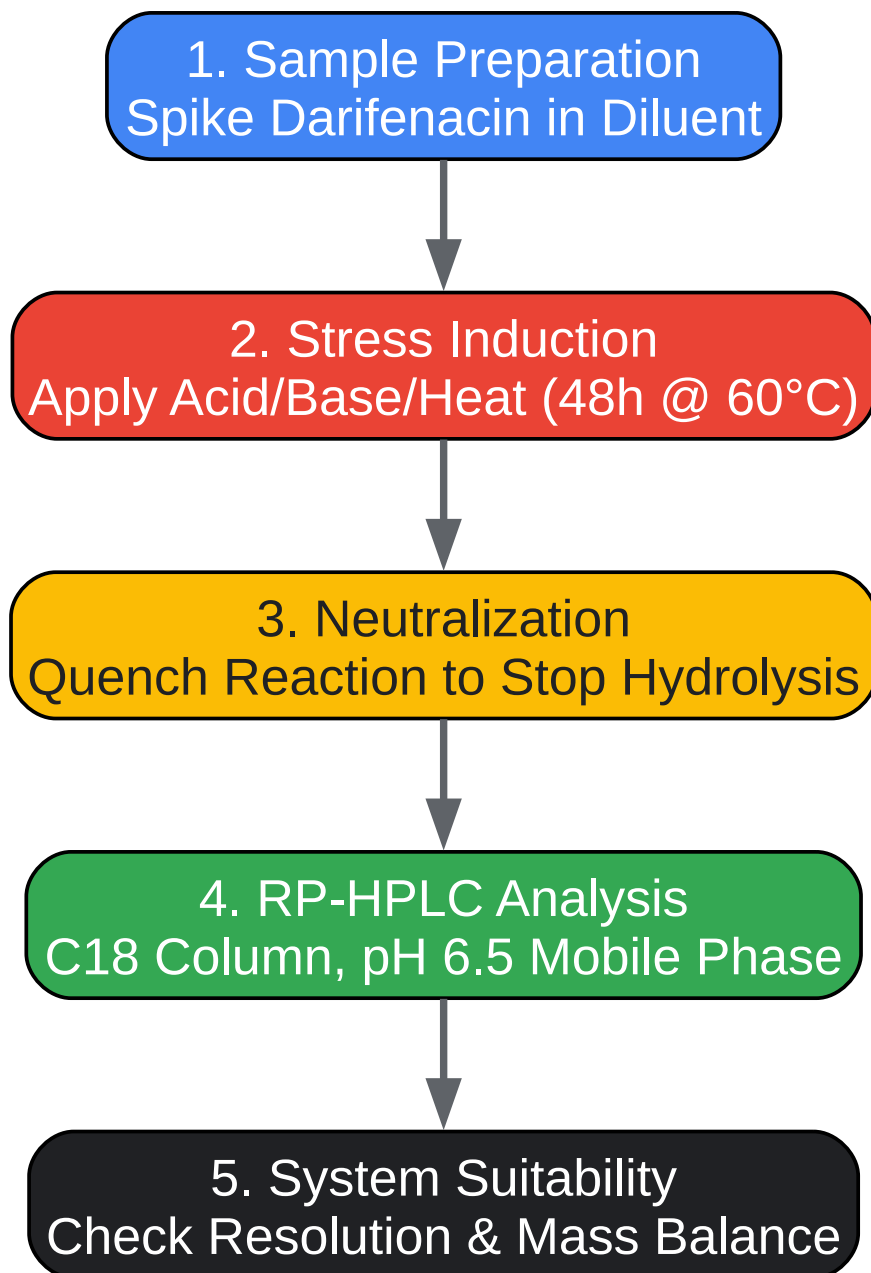 1. Sample Preparation
Spike Darifenacin in Diluent
2. Stress Induction
Apply Acid/Base/Heat (48h @ 60°C)
3. Neutralization
Quench Reaction to Stop Hydrolysis
4. RP-HPLC Analysis
C18 Column, pH 6.5 Mobile Phase
5. System Suitability
Check Resolution & Mass Balance